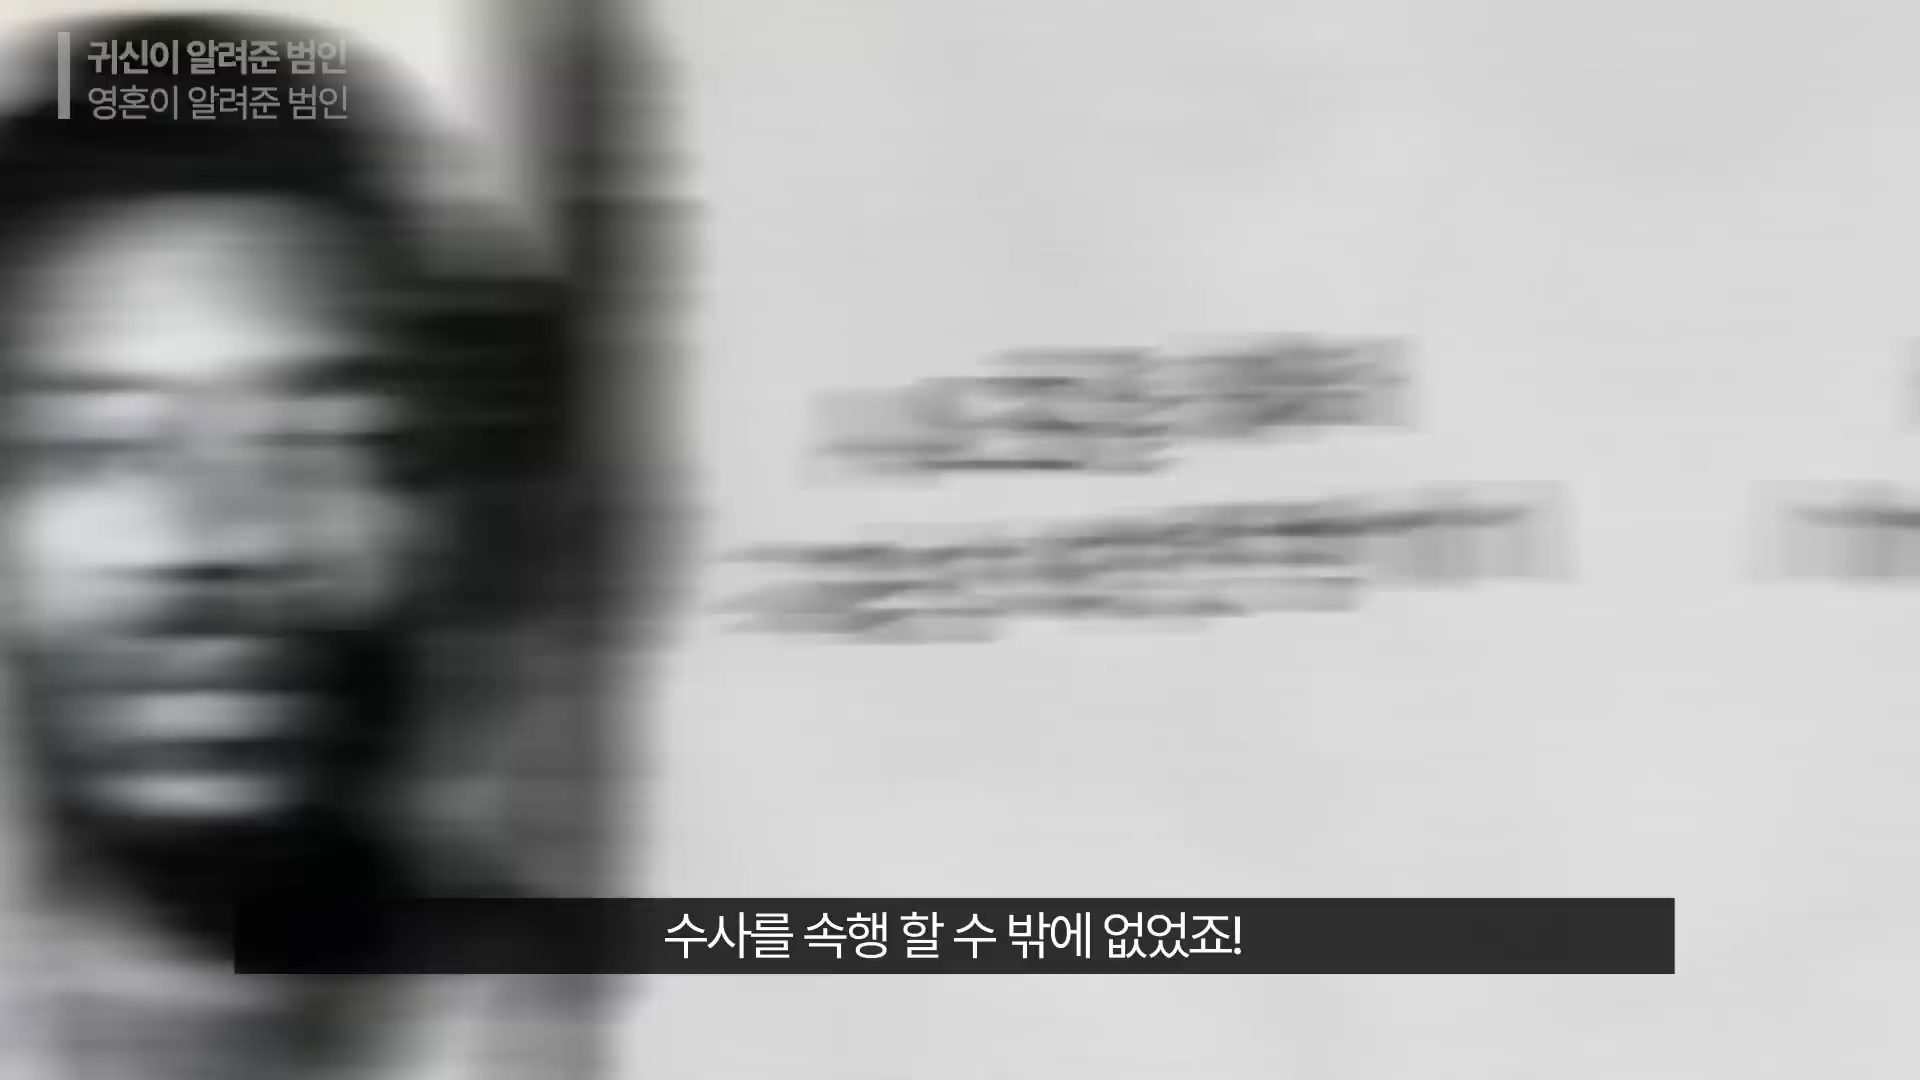 귀신이 알려준 범인
영혼이 알려준 범인
수사를 속행 할 수 밖에 없었죠!